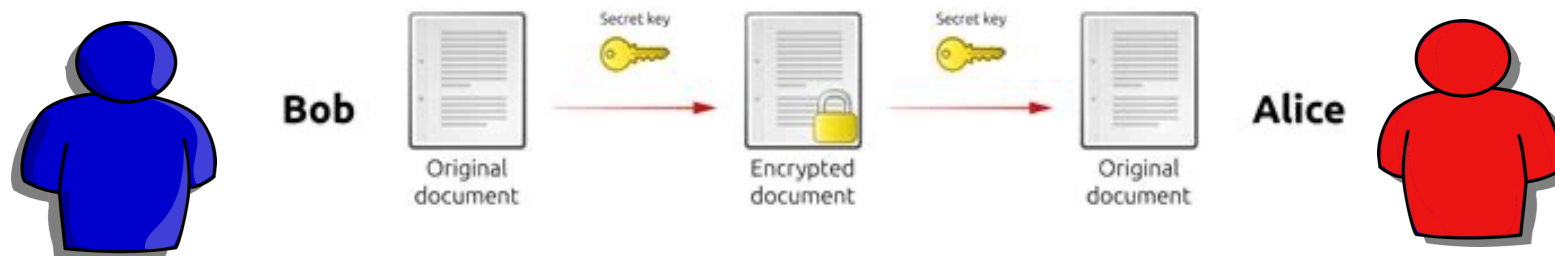 Secret key
Secret key
Bob
Alice
Original
document
Encrypted
document
Original
document